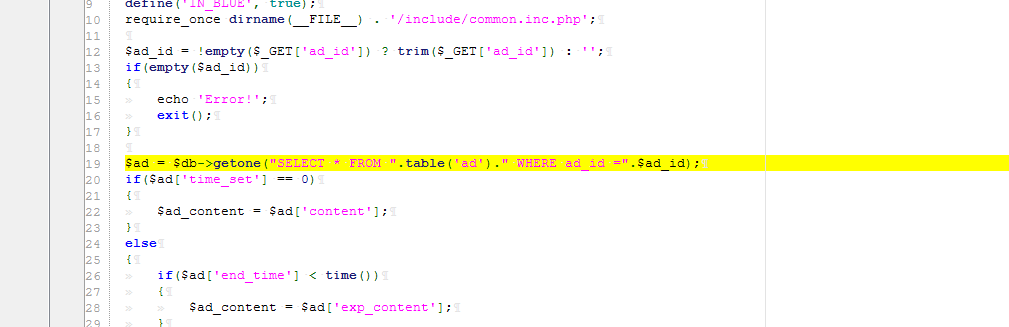 9 define('IN_BLUE', true);
10 require_once dirname(__FILE__) . '/include/common.inc.php';
11
12 $ad_id = !empty($_GET['ad_id']) ? trim($_GET['ad_id']) : '';
13 if(empty($ad_id))
14 {
15 echo 'Error!';
16 exit();
17 }
18
19 $ad = $db->getone("SELECT * FROM ".table('ad')." WHERE ad_id =".$ad_id);
20 if($ad['time_set'] == 0)
21 {
22 $ad_content = $ad['content'];
23 }
24 else
25 {
26 if($ad['end_time'] < time())
27 {
28 $ad_content = $ad['exp_content'];
29 }